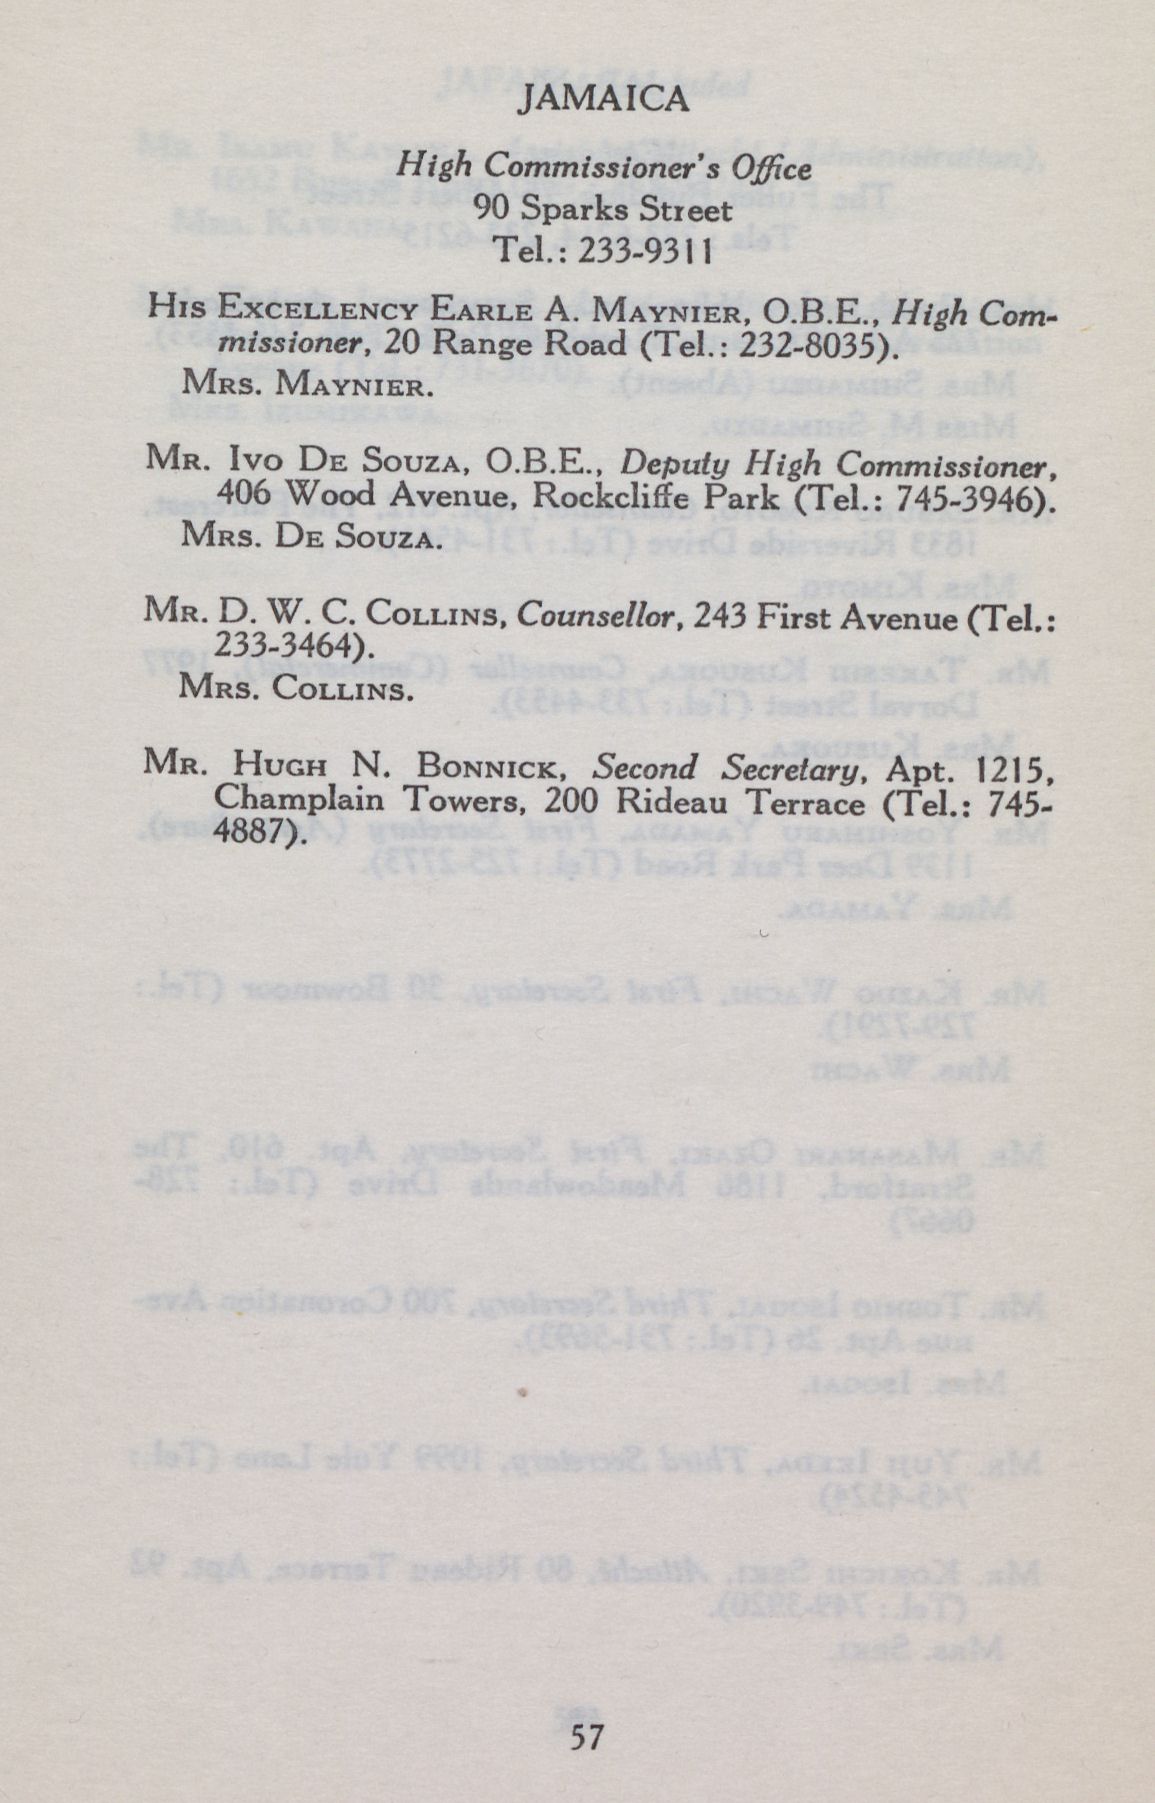 JAMAICA
High Commissioner's Office
90 Sparks Street
Tel.: 233-9311
HIS EXCELLENCY EARLE A. MAYNIER, O.B.E., High Com-
missioner, 20 Range Road (Tel.: 232-8035).
MRS. MAYNIER.
MR. IVO DE SOUZA, O.B.E., Deputy High Commissioner,
406 Wood Avenue, Rockcliffe Park (Tel.: 745-3946).
MRS. DE SOUZA.
MR. D. W. C. COLLINS, Counsellor, 243 First Avenue (Tel.:
233-3464).
MRS. COLLINS.
MR. HUGH N. BONNICK, Second Secretary, Apt. 1215,
Champlain Towers, 200 Rideau Terrace (Tel.: 745-
4887).
57